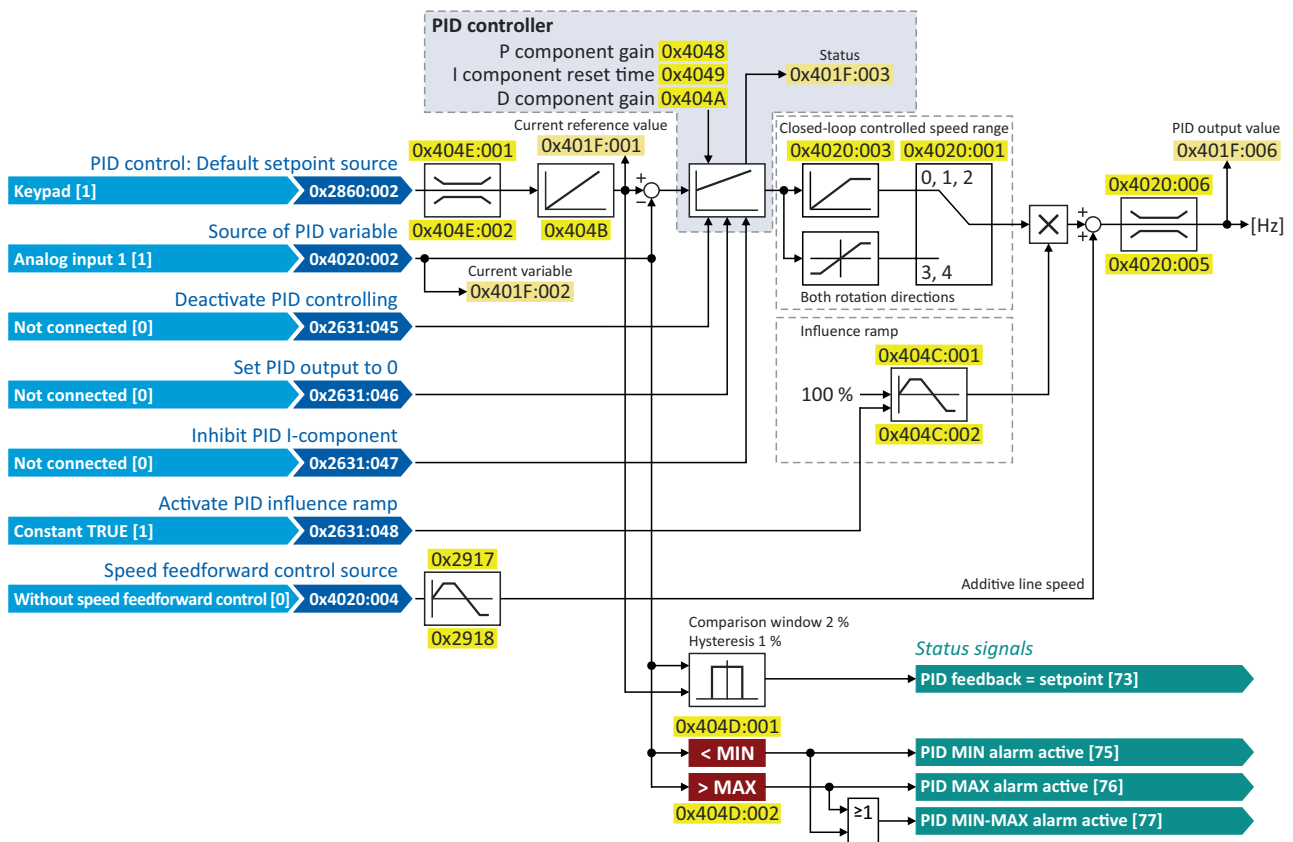 PID controller
P component gain 0x4048
I component reset time 0x4049
D component gain 0x404A
Status
0x401F:003
Current reference value
0x401F:001
Closed-loop controlled speed range
PID output value
0x401F:006
PID control: Default setpoint source
Keypad [1] 0x2860:002
0x404E:001
0x404E:002
0x404B
+
−
0x4020:003
0x4020:001
0, 1, 2
3, 4
Both rotation directions
×
+
+
0x4020:006
0x4020:005
[Hz]
Source of PID variable
Analog input 1 [1] 0x4020:002
Current variable
0x401F:002
Deactivate PID controlling
Not connected [0] 0x2631:045
Influence ramp
0x404C:001
100 %
0x404C:002
Set PID output to 0
Not connected [0] 0x2631:046
Inhibit PID I-component
Not connected [0] 0x2631:047
Activate PID influence ramp
Constant TRUE [1] 0x2631:048
Speed feedforward control source
Without speed feedforward control [0] 0x4020:004
0x2917
0x2918
Additive line speed
Comparison window 2 %
Hysteresis 1 %
Status signals
PID feedback = setpoint [73]
0x404D:001
< MIN
PID MIN alarm active [75]
> MAX
PID MAX alarm active [76]
0x404D:002
≥1
PID MIN-MAX alarm active [77]